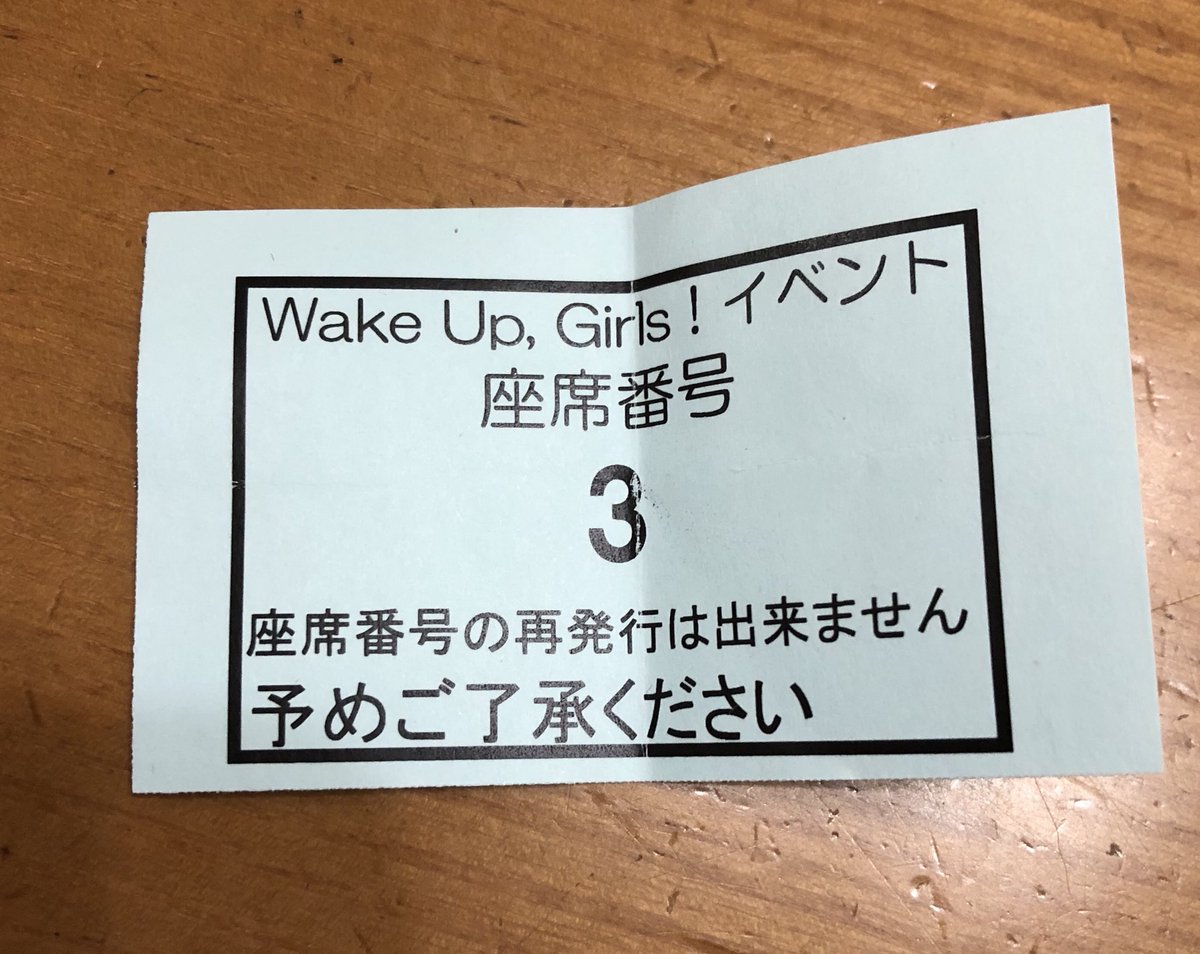 Wake Up, Girls！イベント
座席番号
3
座席番号の再発行は出来ません
予めご了承ください